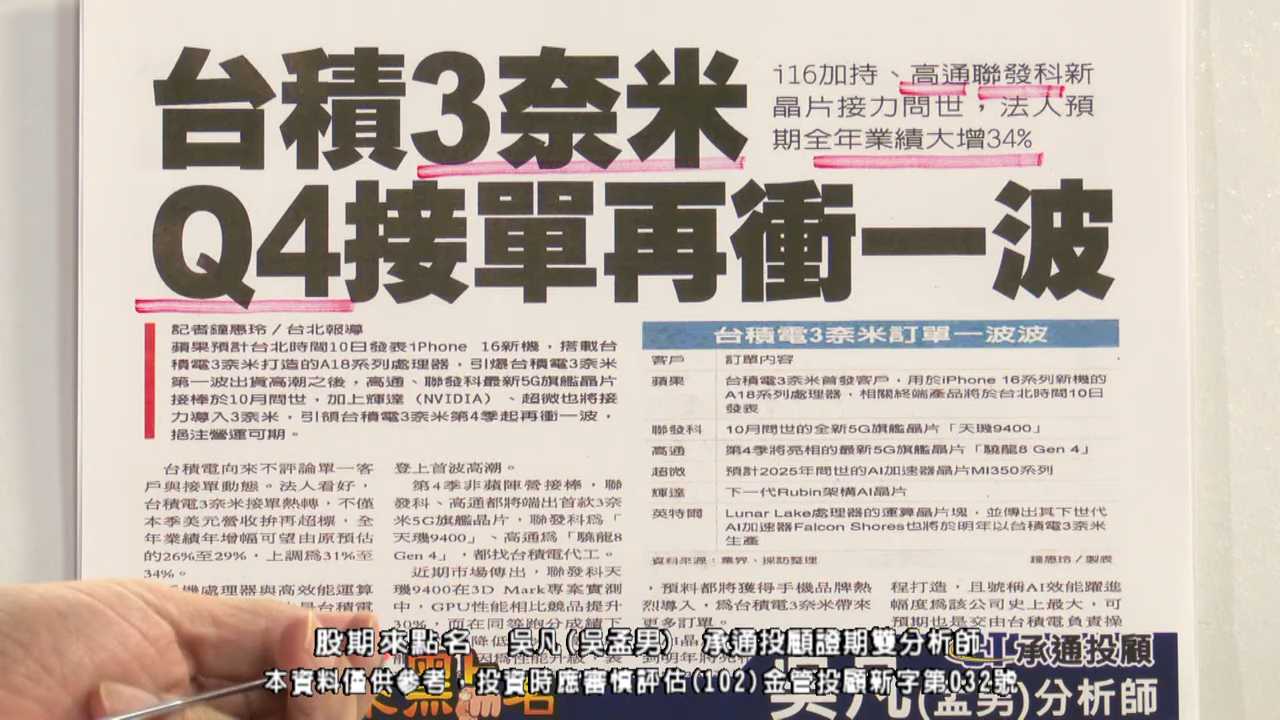 台積3奈米
Q4接單再衝一波
i16加持、高通聯發科新
晶片接力問世，法人預
期全年業績大增34%
記者鐘惠玲／台北報導
蘋果預計台北時間10日發表iPhone 16新機，搭載台
積電3奈米打造的A18系列處理器，引爆台積電3奈米
第一波出貨高潮之後，高通、聯發科最新5G旗艦晶片
接棒於10月問世，加上輝達（NVIDIA）、超微也將接
力導入3奈米，引領台積電3奈米第4季起再衝一波，
挹注營運可期。
台積電向來不評論單一客
戶與接單動態。法人看好，
台積電3奈米接單熱轉，不僅
本季美元營收拚再超標，全
年業績年增幅可望由原預估
的26%至29%，上調為31%至
34%。
機處理器與高效能運算
登上首波高潮。
第4季非蘋陣營接棒，聯
發科、高通都將端出首款3奈
米5G旗艦晶片，聯發科為「
天璣9400」、高通為「驍龍8
Gen 4」，都找台積電代工。
近期市場傳出，聯發科天
璣9400在3D Mark專案實測
中，GPU性能相比競品提升
30%，而在同等跑分成績下
台積電3奈米訂單一波波
客戶 訂單內容
蘋果 台積電3奈米首發客戶，用於iPhone 16系列新機的
A18系列處理器，相關終端產品將於台北時間10日
發表
聯發科 10月問世的全新5G旗艦晶片「天璣9400」
高通 第4季將亮相的最新5G旗艦晶片「驍龍8 Gen 4」
超微 預計2025年問世的AI加速器晶片MI350系列
輝達 下一代Rubin架構AI晶片
英特爾 Lunar Lake處理器的運算晶片塊，並傳出其下世代
AI加速器Falcon Shores也將於明年以台積電3奈米
生產
資料來源：業界、採訪整理 鐘惠玲／製表
，預料都將獲得手機品牌熱
烈導入，為台積電3奈米帶來
更多訂單。
程打造，且號稱AI效能躍進
幅度為該公司史上最大，可
預期也是交由台積電負責操
股期來點名 吳凡(吳孟男) 承通投顧證期雙分析師
本資料僅供參考，投資時應審慎評估(102)金管投顧新字第032號
承通投顧
吳凡(孟男)分析師